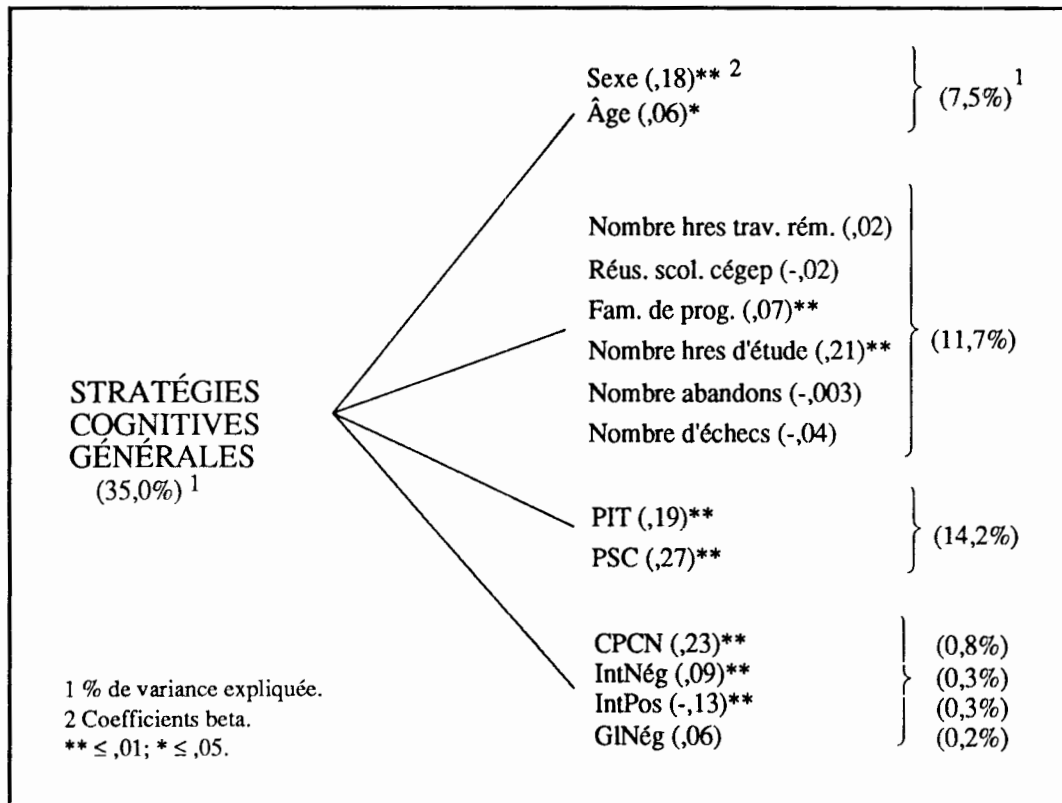 Sexe (,18)** 2
Âge (,06)*
(7,5%) 1
Nombre hres trav. rém. (,02)
Réus. scol. cégep (-,02)
Fam. de prog. (,07)**
Nombre hres d'étude (,21)**
Nombre abandons (-,003)
Nombre d'échecs (-,04)
(11,7%)
STRATÉGIES
COGNITIVES
GÉNÉRALES
(35,0%) 1
PIT (,19)**
PSC (,27)**
(14,2%)
CPCN (,23)** (0,8%)
IntNég (,09)** (0,3%)
IntPos (-,13)** (0,3%)
GlNég (,06) (0,2%)
1 % de variance expliquée.
2 Coefficients beta.
** ≤ ,01; * ≤ ,05.